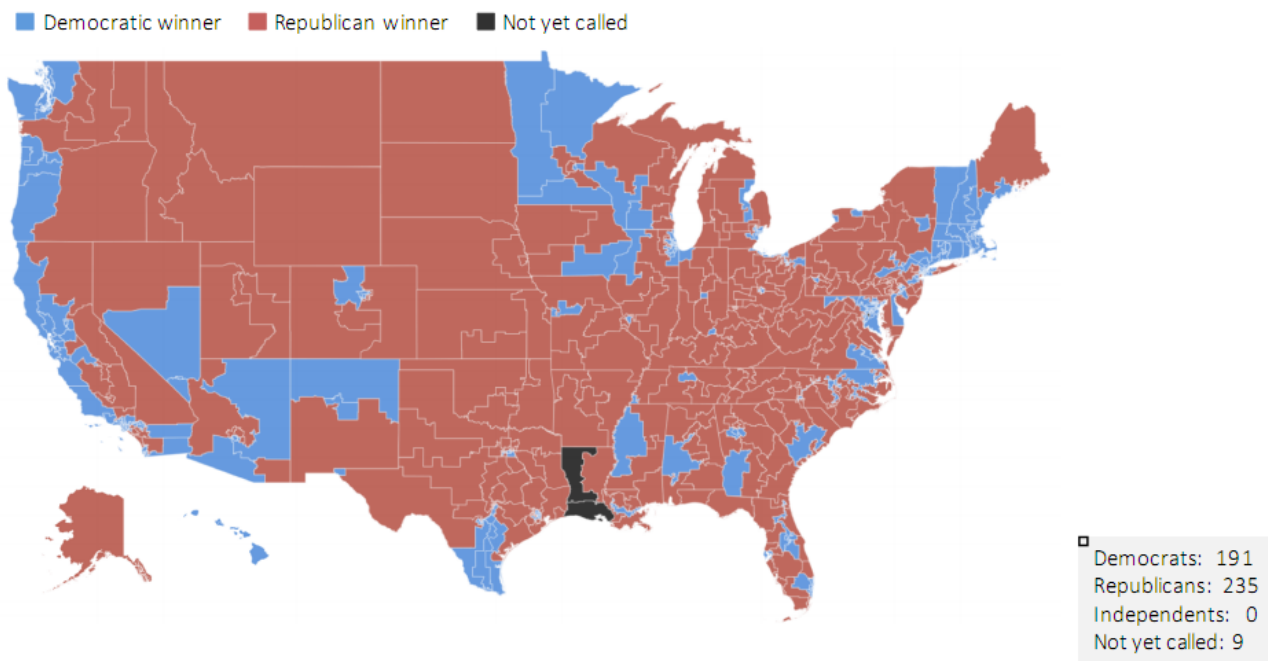 Democratic winner Republican winner Not yet called
Democrats: 191
Republicans: 235
Independents: 0
Not yet called: 9